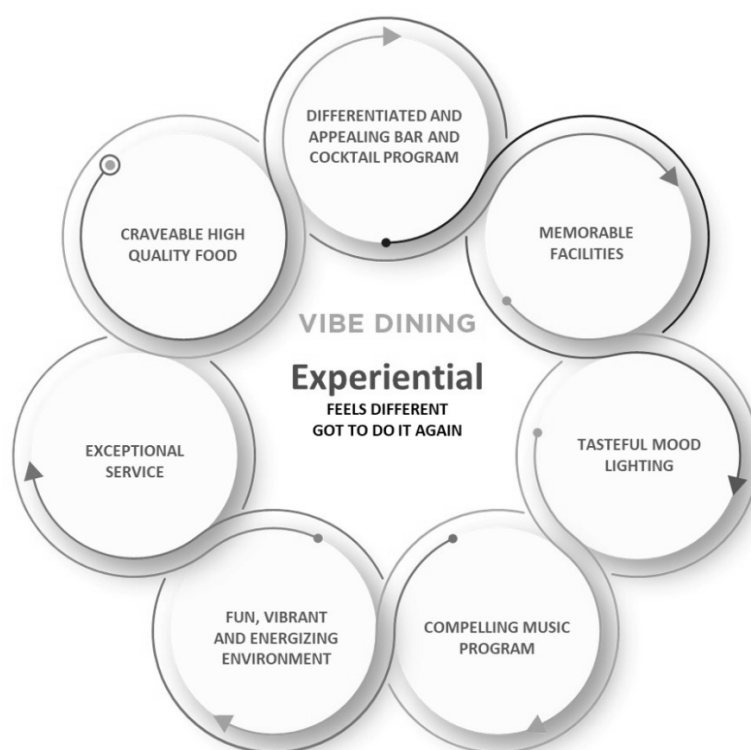 DIFFERENTIATED AND
APPEALING BAR AND
COCKTAIL PROGRAM
MEMORABLE
FACILITIES
TASTEFUL MOOD
LIGHTING
COMPELLING MUSIC
PROGRAM
FUN, VIBRANT
AND ENERGIZING
ENVIRONMENT
EXCEPTIONAL
SERVICE
CRAVEABLE HIGH
QUALITY FOOD
VIBE DINING
Experiential
FEELS DIFFERENT
GOT TO DO IT AGAIN